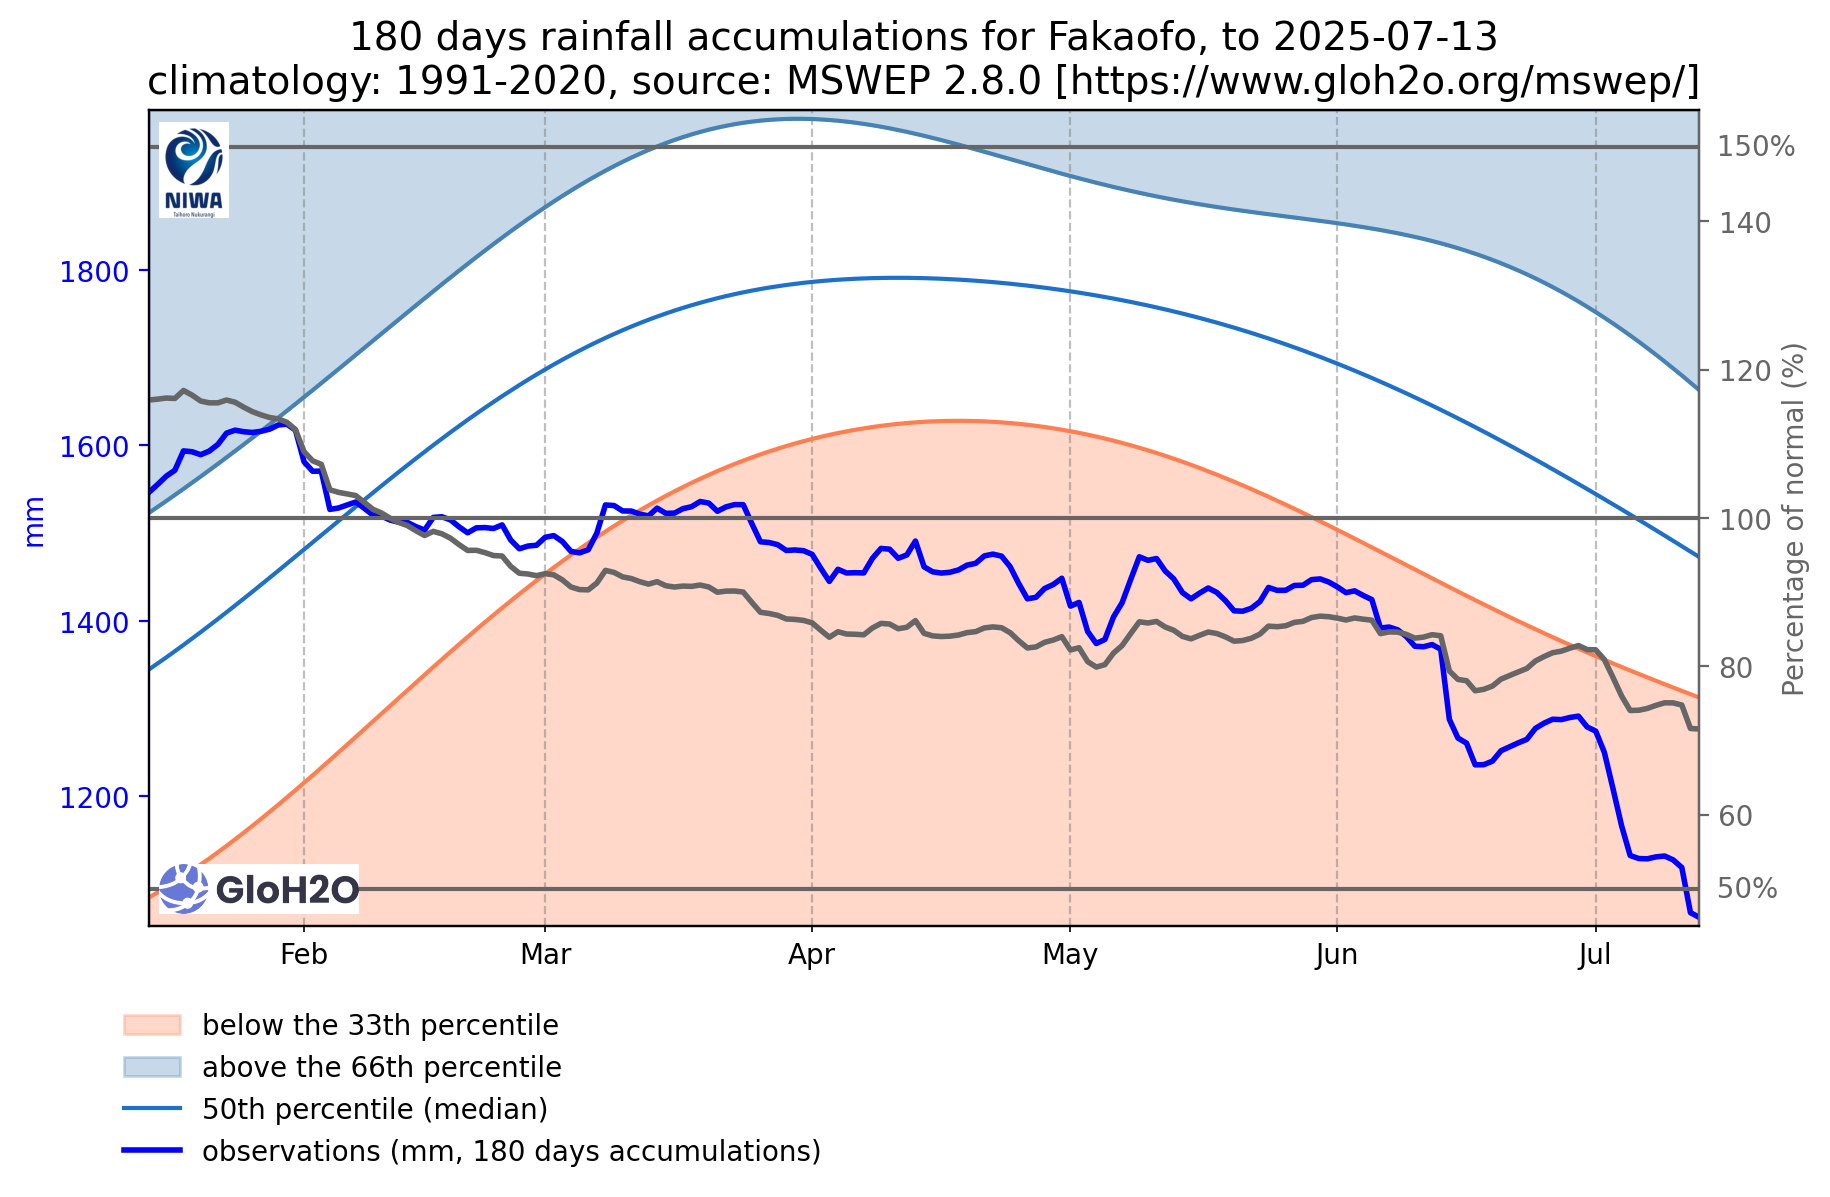 180 days rainfall accumulations for Fakaofo, to 2025-07-13
climatology: 1991-2020, source: MSWEP 2.8.0 [https://www.gloh2o.org/mswep/]
NIWA
Taihoro Nukurangi
150%
140
120
100
80
60
50%
Percentage of normal (%)
1800
1600
1400
1200
mm
GloH2O
Feb Mar Apr May Jun Jul
below the 33th percentile
above the 66th percentile
50th percentile (median)
observations (mm, 180 days accumulations)